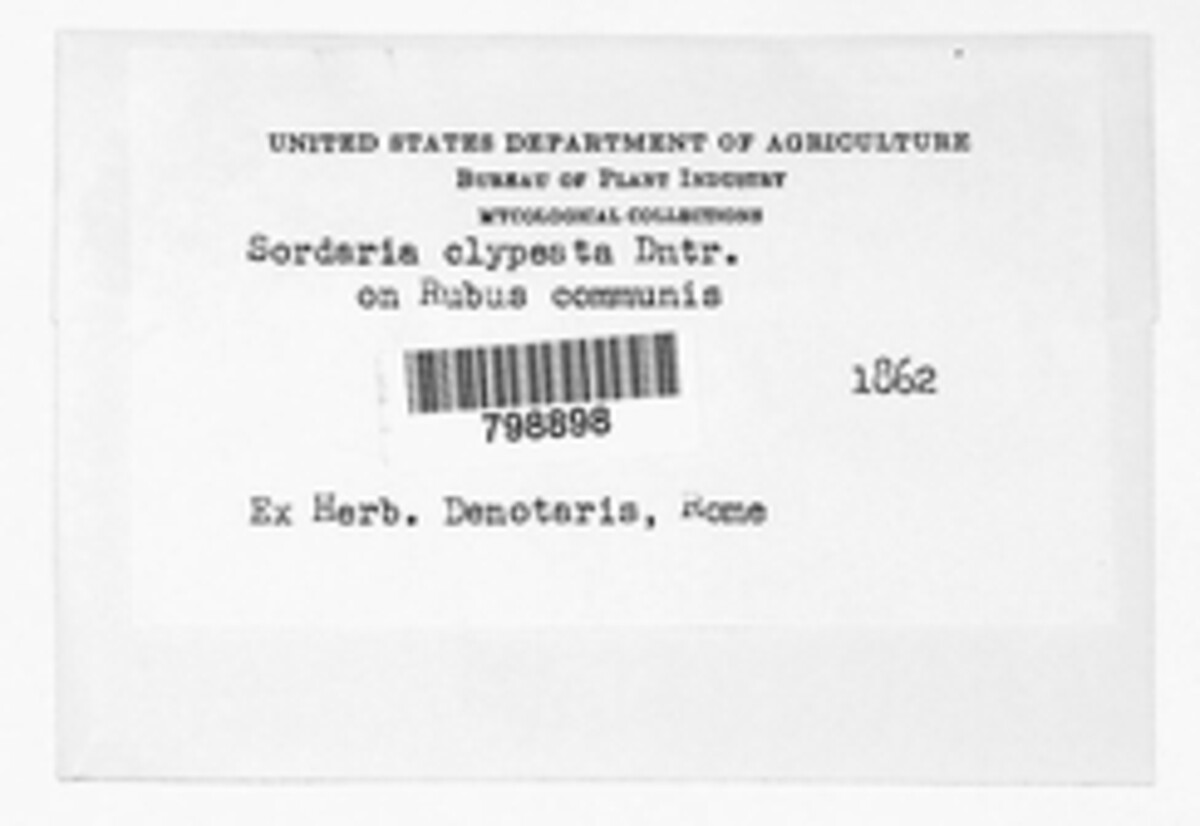 UNITED STATES DEPARTMENT OF AGRICULTURE
BUREAU OF PLANT INDUSTRY
MYCOLOGICAL COLLECTIONS
Sordaria clypeata Dntr.
on Rubus communis
1862
798898
Ex Herb. Denotaris, Rome